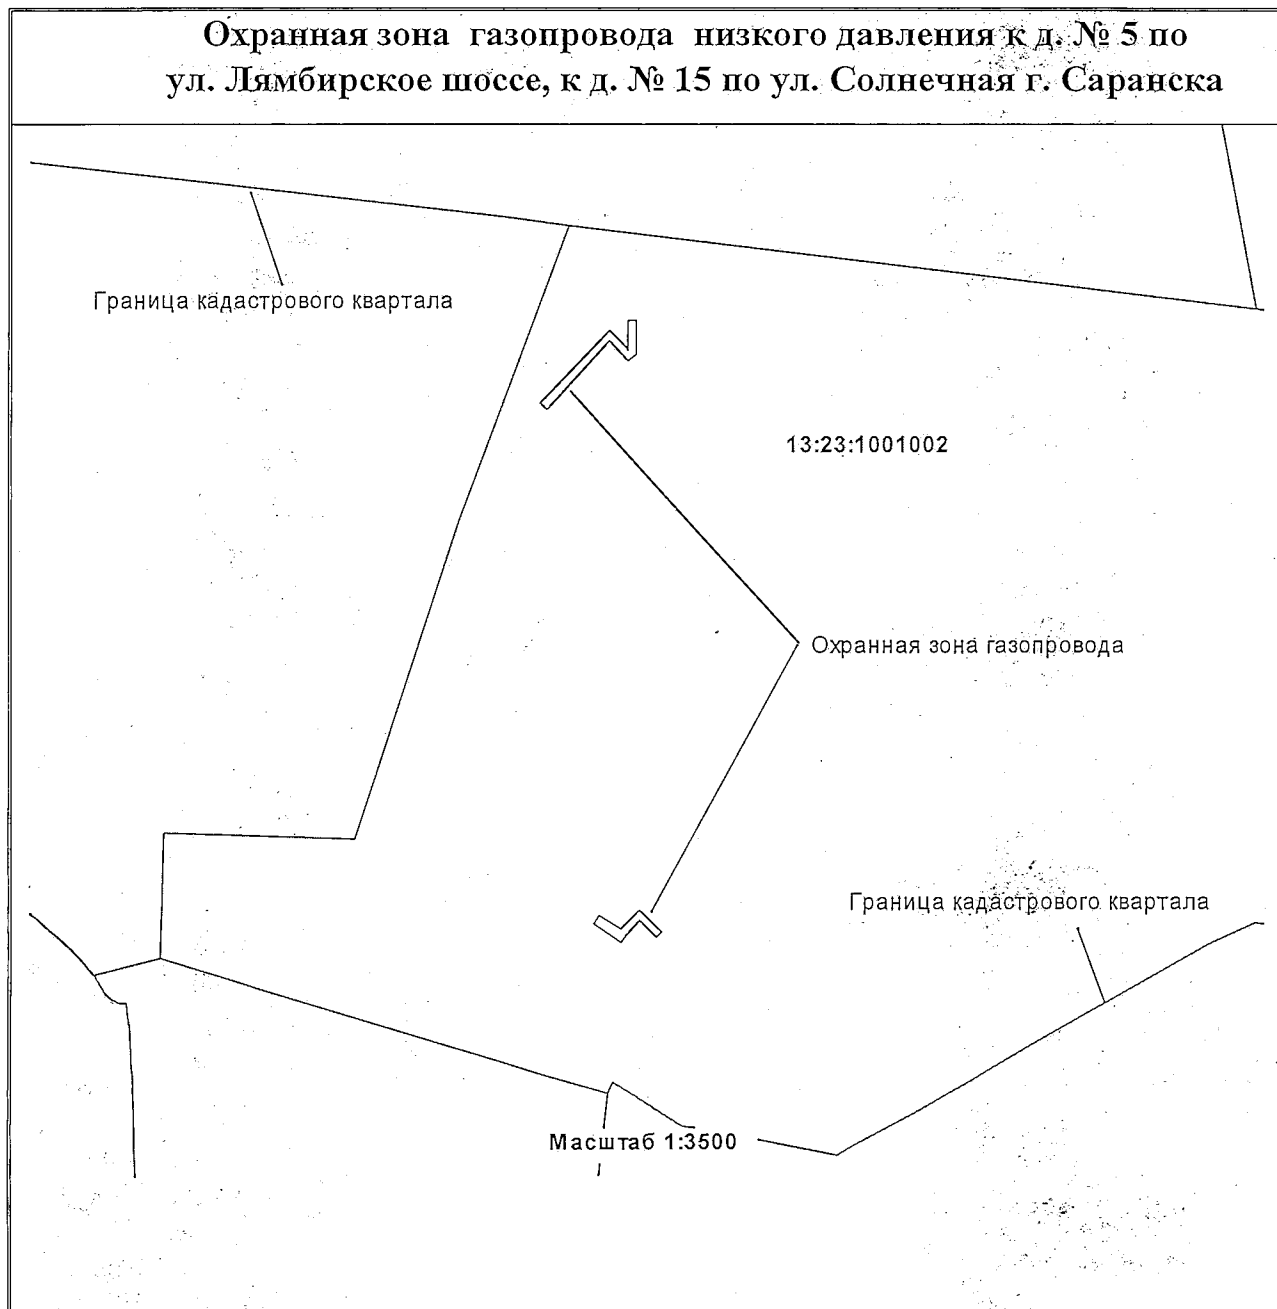 Охранная зона газопровода низкого давления к д. № 5 по
ул. Лямбирское шоссе, к д. № 15 по ул. Солнечная г. Саранска
Граница кадастрового квартала
13:23:1001002
Охранная зона газопровода
Граница кадастрового квартала
Масштаб 1:3500